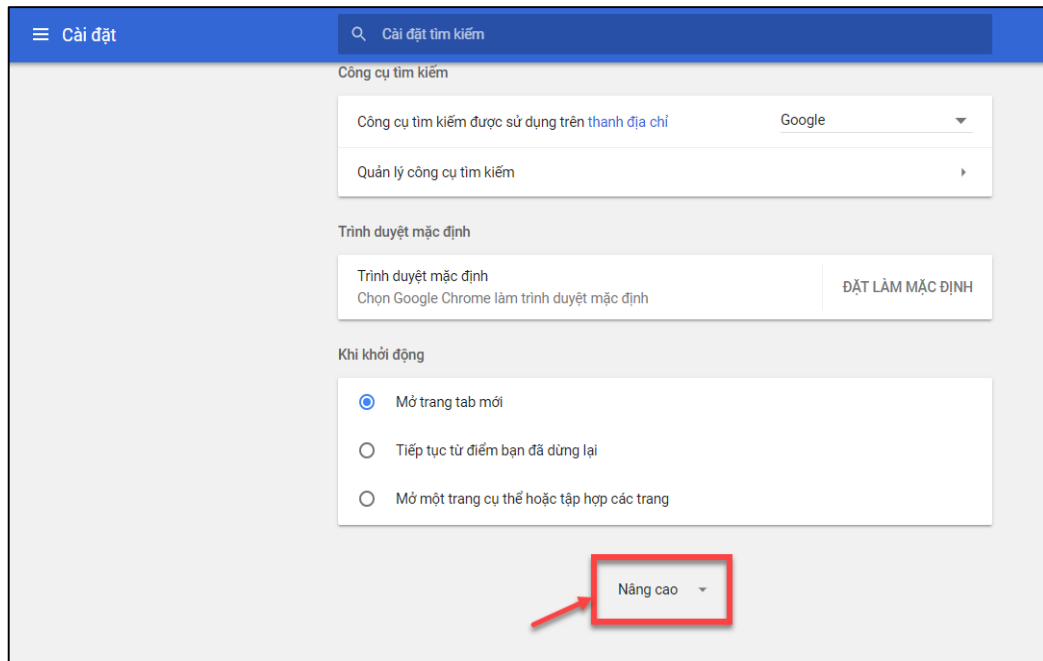 Cài đặt
Cài đặt tìm kiếm
Công cụ tìm kiếm
Công cụ tìm kiếm được sử dụng trên thanh địa chỉ
Google
Quản lý công cụ tìm kiếm
Trình duyệt mặc định
Trình duyệt mặc định
Chọn Google Chrome làm trình duyệt mặc định
ĐẶT LÀM MẶC ĐỊNH
Khi khởi động
Mở trang tab mới
Tiếp tục từ điểm bạn đã dừng lại
Mở một trang cụ thể hoặc tập hợp các trang
Nâng cao